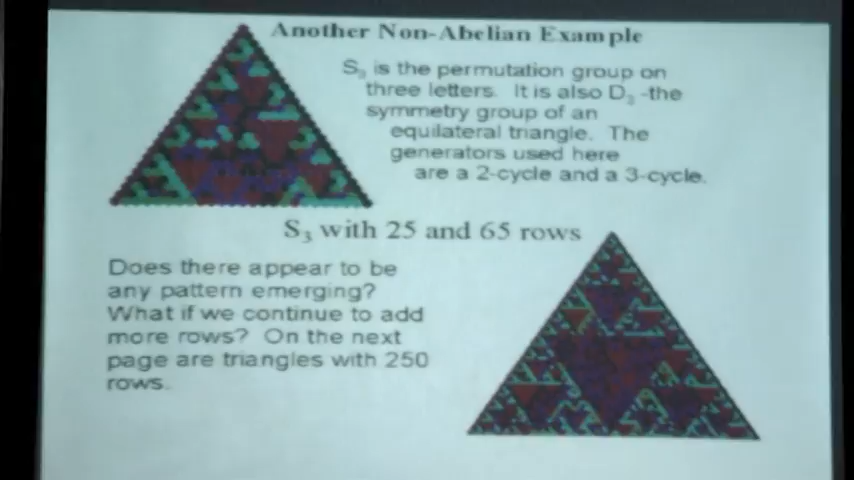 Another Non-Abelian Example
S₃ is the permutation group on
three letters. It is also D₃ -the
symmetry group of an
equilateral triangle. The
generators used here
are a 2-cycle and a 3-cycle.
S₃ with 25 and 65 rows
Does there appear to be
any pattern emerging?
What if we continue to add
more rows? On the next
page are triangles with 250
rows.